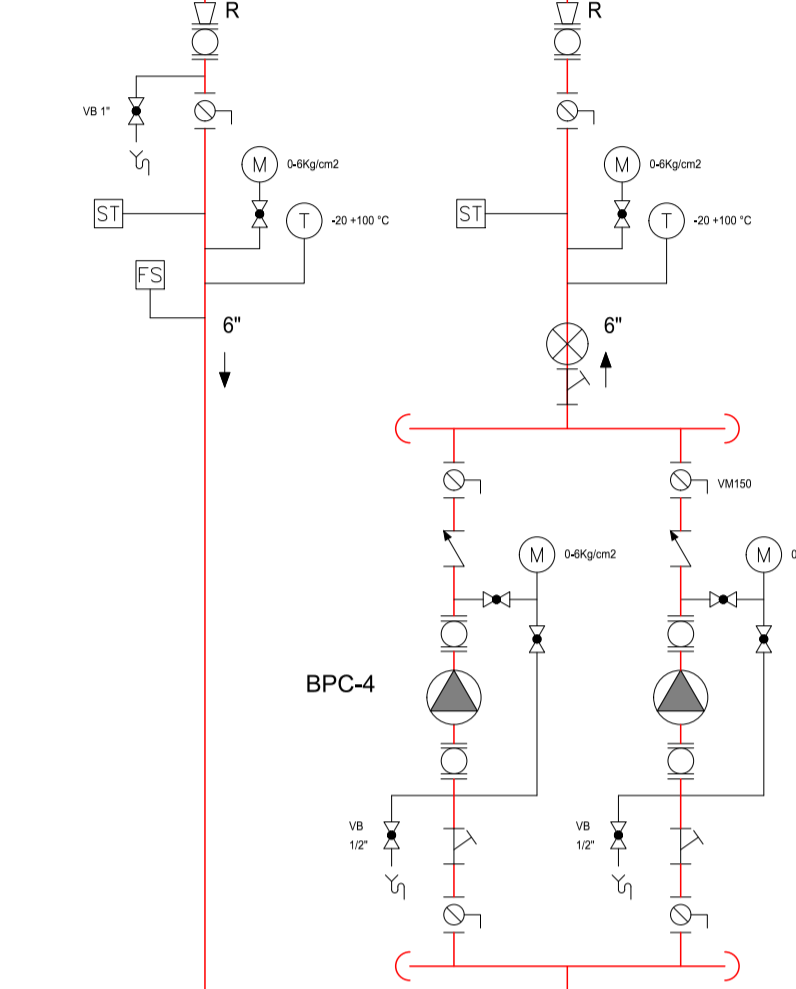 R
R
VB 1"
M
0-6Kg/cm2
M
0-6Kg/cm2
ST
T
-20 +100 °C
ST
T
-20 +100 °C
FS
6"
6"
VM150
M
0-6Kg/cm2
M
0
BPC-4
VB
1/2"
VB
1/2"